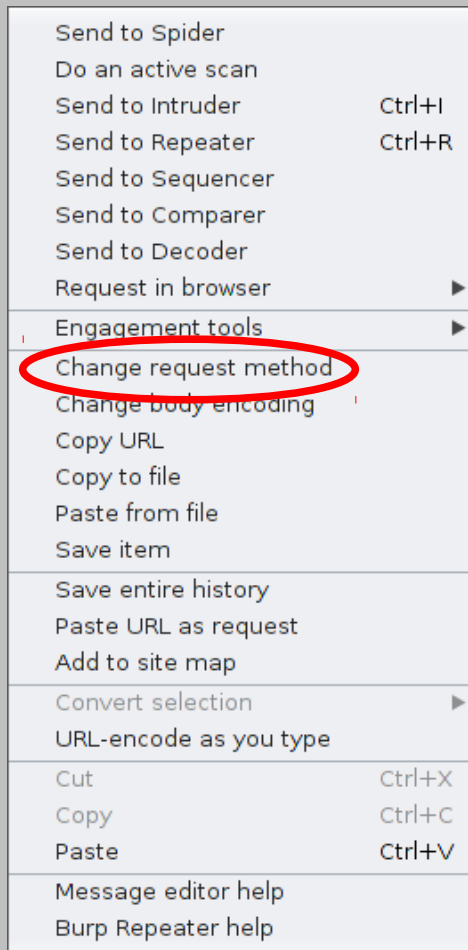 Send to Spider
Do an active scan
Send to Intruder Ctrl+I
Send to Repeater Ctrl+R
Send to Sequencer
Send to Comparer
Send to Decoder
Request in browser
Engagement tools
Change request method
Change body encoding
Copy URL
Copy to file
Paste from file
Save item
Save entire history
Paste URL as request
Add to site map
Convert selection
URL-encode as you type
Cut Ctrl+X
Copy Ctrl+C
Paste Ctrl+V
Message editor help
Burp Repeater help